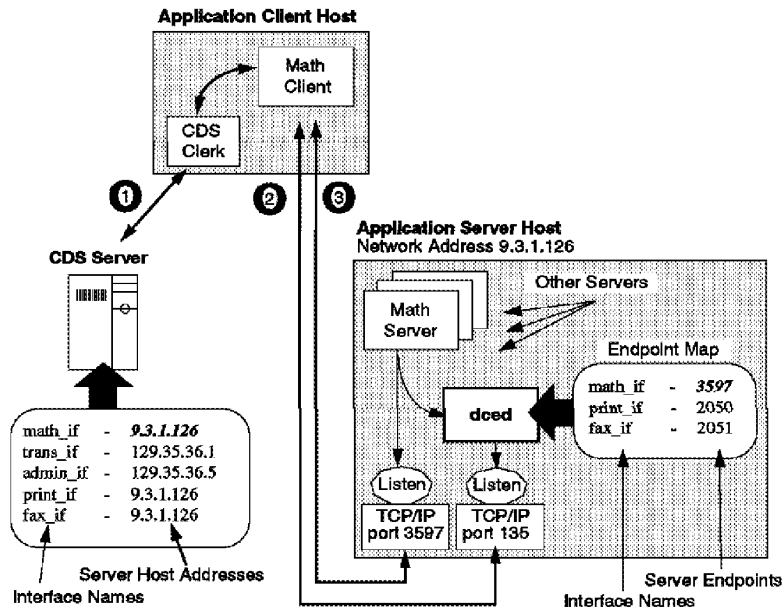 Application Client Host
Math
Client
CDS
Clerk
1
2
3
CDS Server
math_if - 9.3.1.126
trans_if - 129.35.36.1
admin_if - 129.35.36.5
print_if - 9.3.1.126
fax_if - 9.3.1.126
Server Host Addresses
Interface Names
Application Server Host
Network Address 9.3.1.126
Other Servers
Math
Server
Endpoint Map
math_if - 3597
print_if - 2050
fax_if - 2051
dced
Listen
Listen
TCP/IP
port 3597
TCP/IP
port 135
Server Endpoints
Interface Names